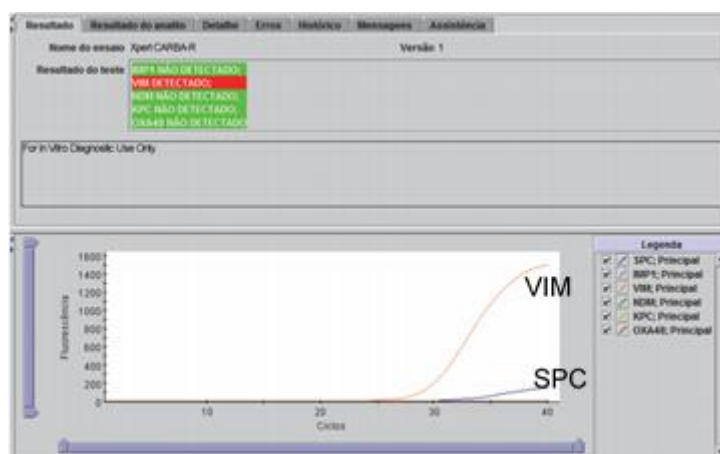 Resultado Resultado do analito Detalhe Erros Histórico Mensagens Assistência
Nome do ensaio Xpert CARBA-R Versão 1
Resultado do teste IMP1 NÃO DETECTADO;
VIM DETECTADO;
NDM NÃO DETECTADO;
KPC NÃO DETECTADO;
OXA48 NÃO DETECTADO
For In Vitro Diagnostic Use Only.
Legenda
SPC; Principal
IMP1; Principal
VIM; Principal
NDM; Principal
KPC; Principal
OXA48; Principal
Fluorescência
1600
1400
1200
1000
800
600
400
200
0
VIM
SPC
10 20 30 40
Ciclos